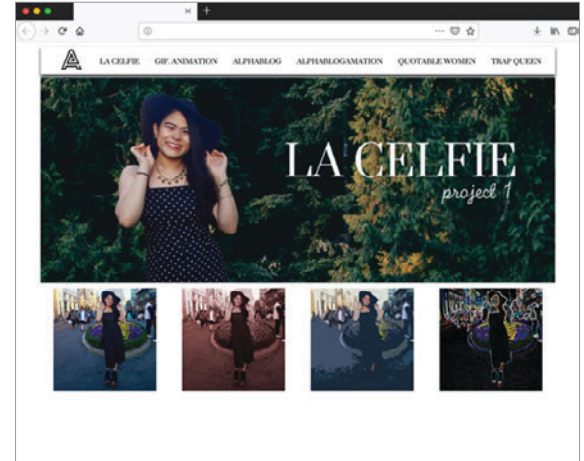 LA CELFIE GIF. ANIMATION ALPHABLOG ALPHABLOGAMATION QUOTABLE WOMEN TRAP QUEEN
LA CELFIE
project 1